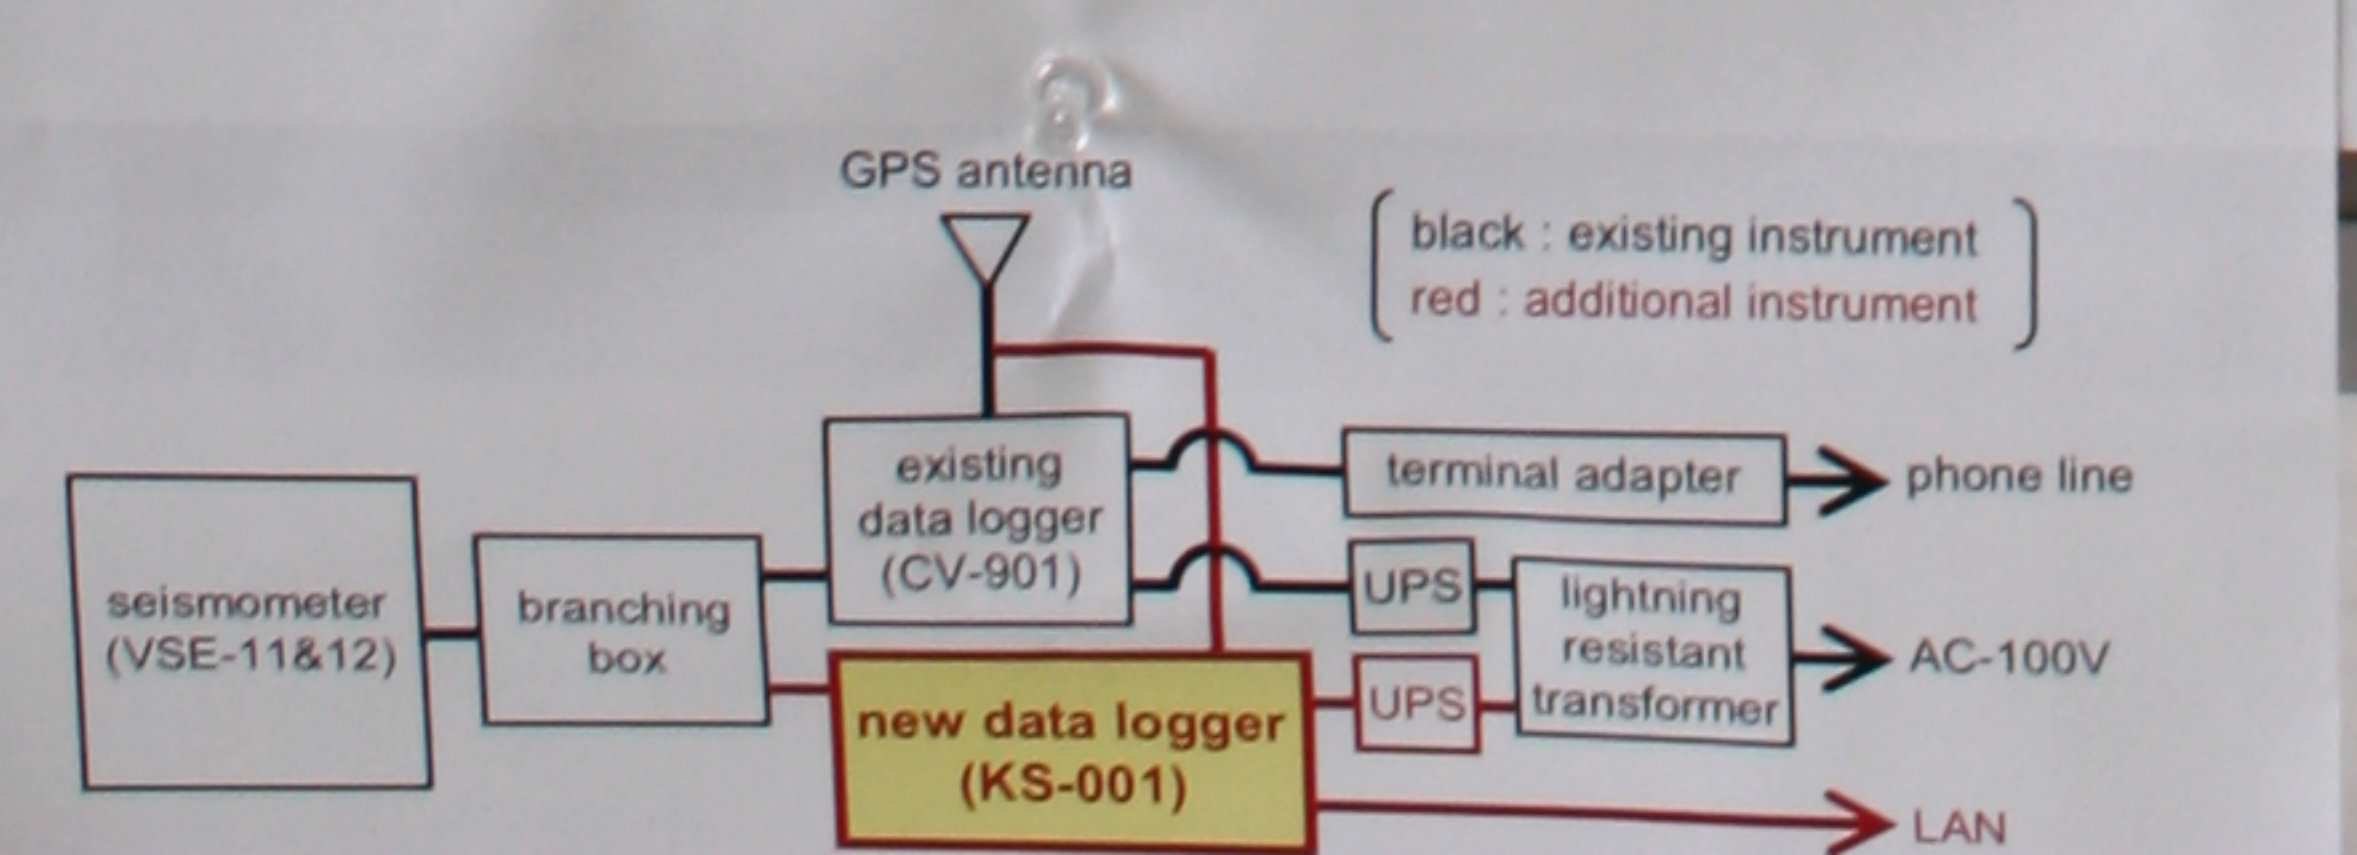 GPS antenna
black : existing instrument
red : additional instrument
existing
data logger
(CV-901)
terminal adapter
phone line
seismometer
(VSE-11&12)
branching
box
UPS
lightning
resistant
transformer
AC-100V
new data logger
(KS-001)
UPS
LAN